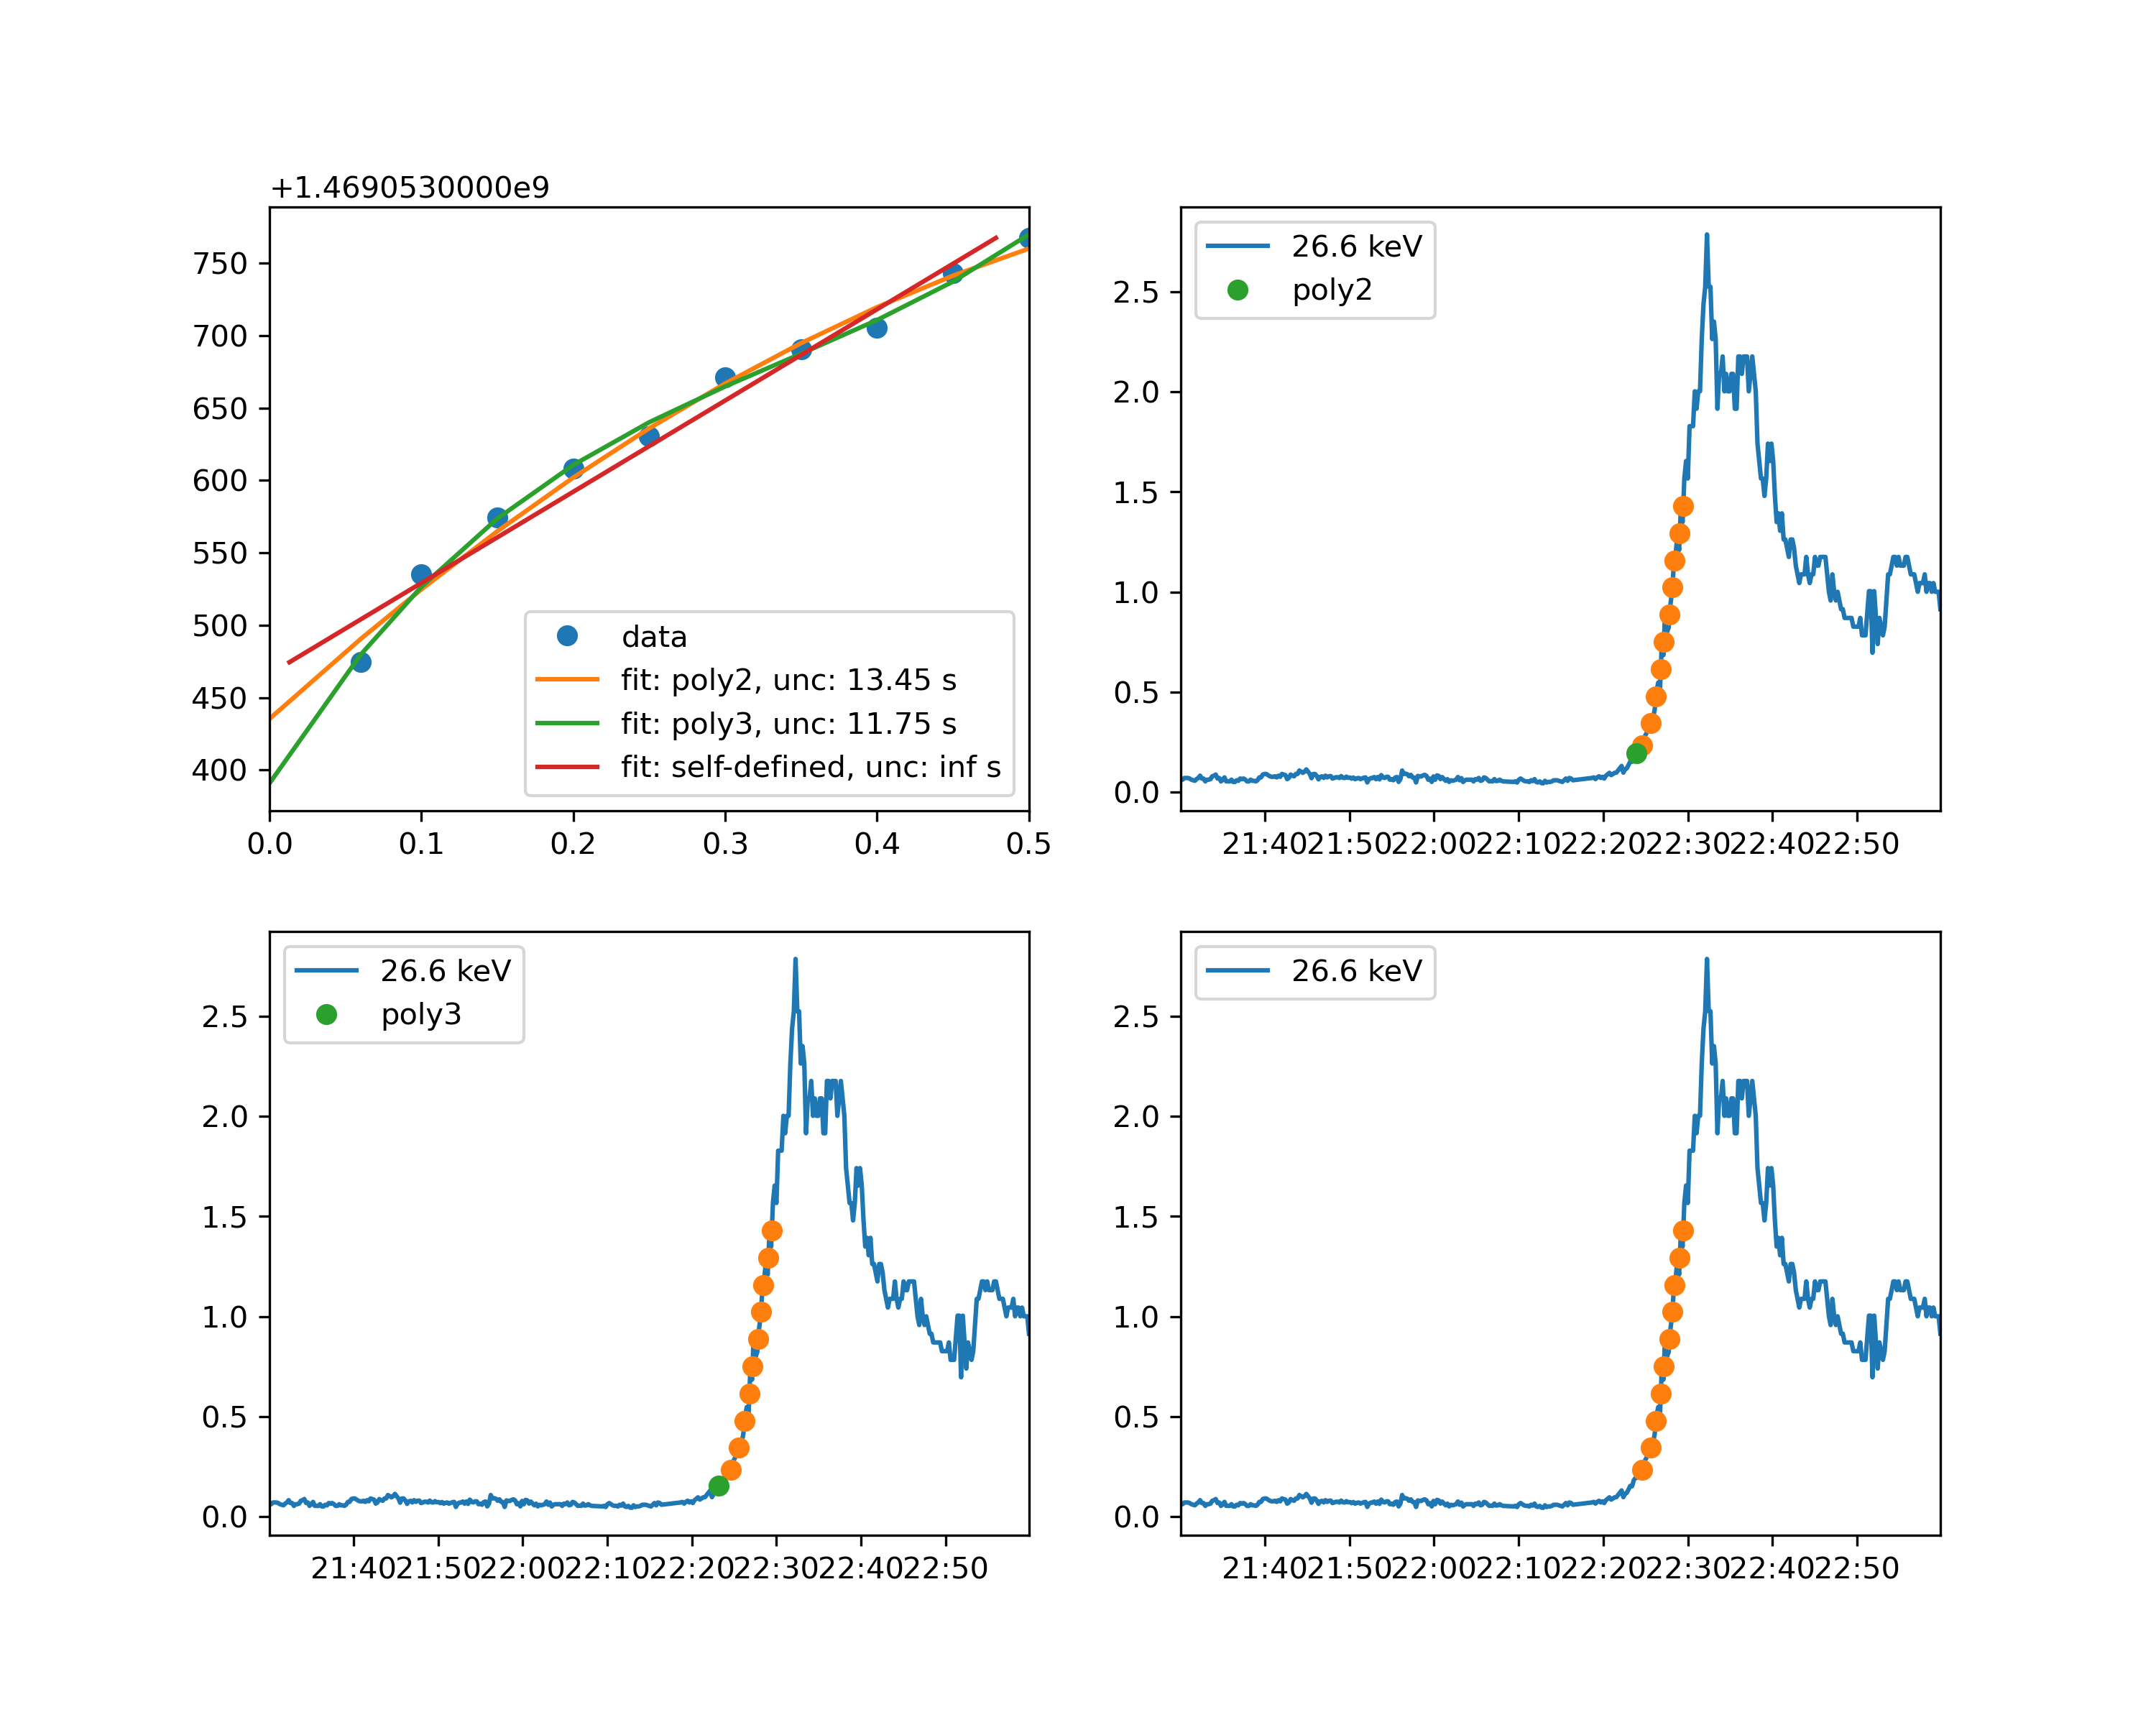 +1.4690530000e9
750
700
650
600
550
500
450
400
0.0 0.1 0.2 0.3 0.4 0.5
data
fit: poly2, unc: 13.45 s
fit: poly3, unc: 11.75 s
fit: self-defined, unc: inf s
26.6 keV
poly2
2.5
2.0
1.5
1.0
0.5
0.0
21:40 21:50 22:00 22:10 22:20 22:30 22:40 22:50
26.6 keV
poly3
2.5
2.0
1.5
1.0
0.5
0.0
21:40 21:50 22:00 22:10 22:20 22:30 22:40 22:50
26.6 keV
2.5
2.0
1.5
1.0
0.5
0.0
21:40 21:50 22:00 22:10 22:20 22:30 22:40 22:50